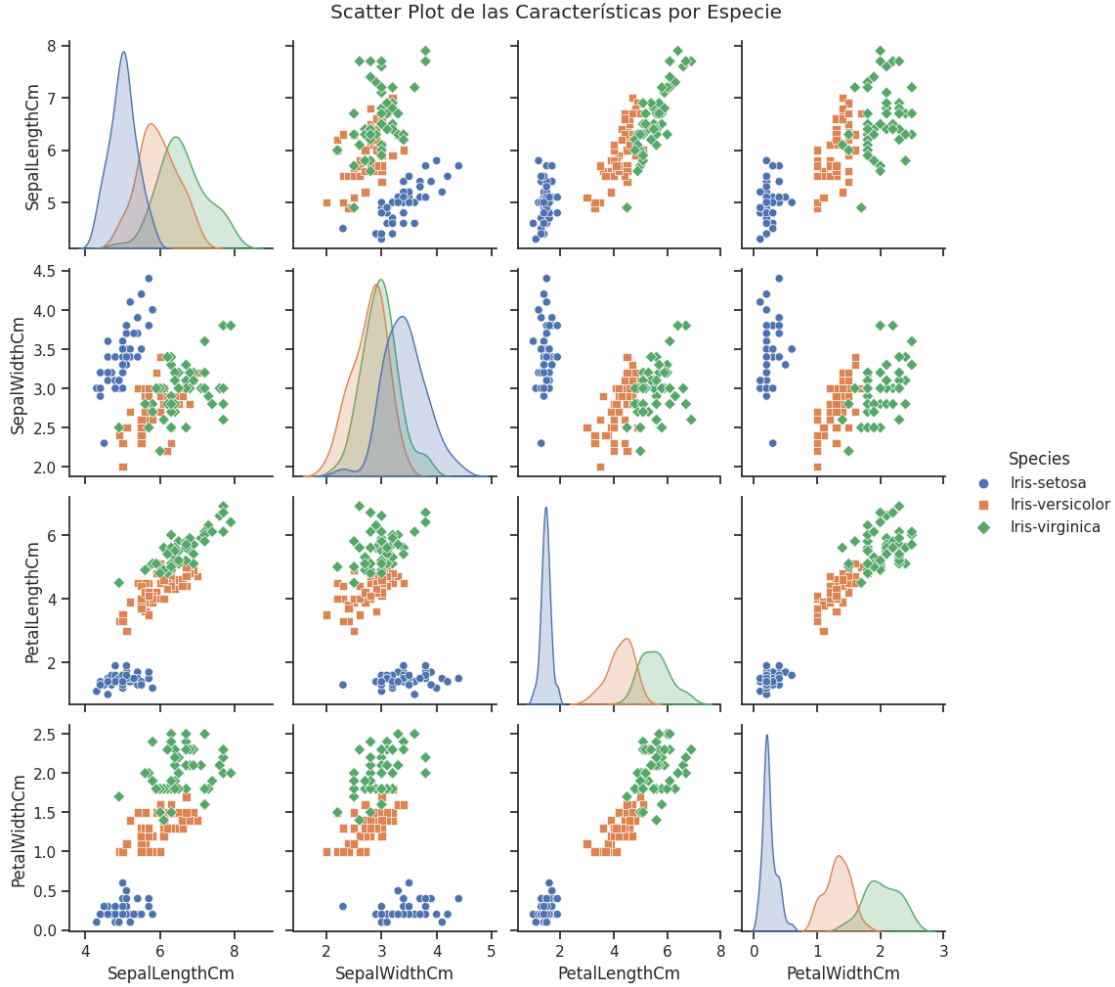 Scatter Plot de las Característícas por Especie
SepalLengthCm
8
7
6
5
SepalWidthCm
4.5
4.0
3.5
3.0
2.5
2.0
Species
Iris-setosa
Iris-versicolor
Iris-virginica
PetalLengthCm
6
4
2
PetalWidthCm
2.5
2.0
1.5
1.0
0.5
0.0
4 6 8 2 3 4 5 2 4 6 8 0 1 2 3
SepalLengthCm SepalWidthCm PetalLengthCm PetalWidthCm